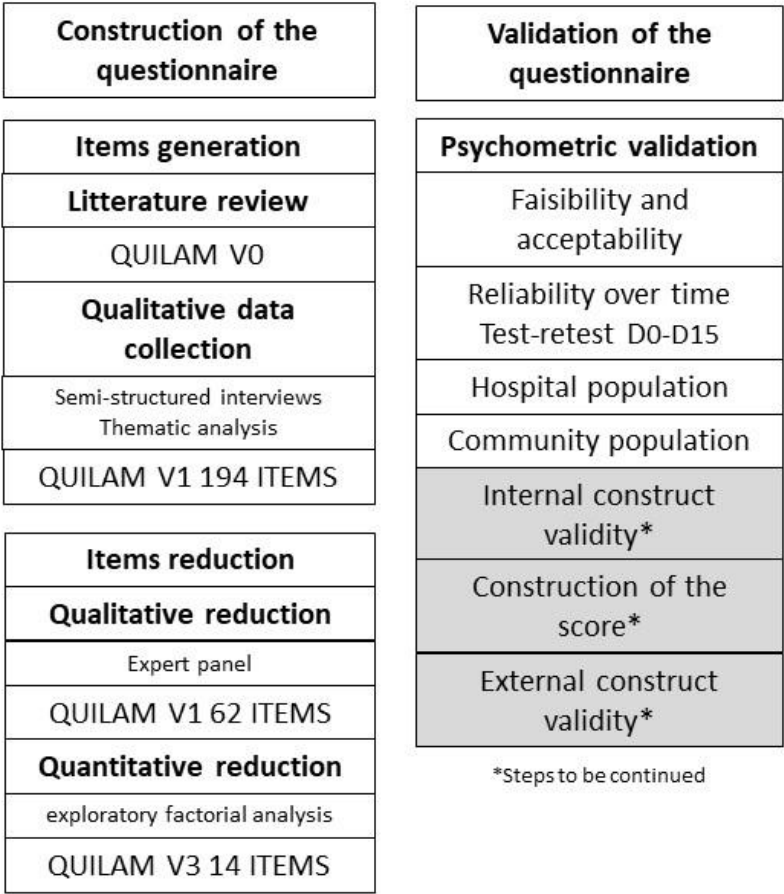 Construction of the
questionnaire
Items generation
Litterature review
QUILAM V0
Qualitative data
collection
Semi-structured interviews
Thematic analysis
QUILAM V1 194 ITEMS
Items reduction
Qualitative reduction
Expert panel
QUILAM V1 62 ITEMS
Quantitative reduction
exploratory factorial analysis
QUILAM V3 14 ITEMS
Validation of the
questionnaire
Psychometric validation
Faisibility and
acceptability
Reliability over time
Test-retest D0-D15
Hospital population
Community population
Internal construct
validity*
Construction of the
score*
External construct
validity*
*Steps to be continued